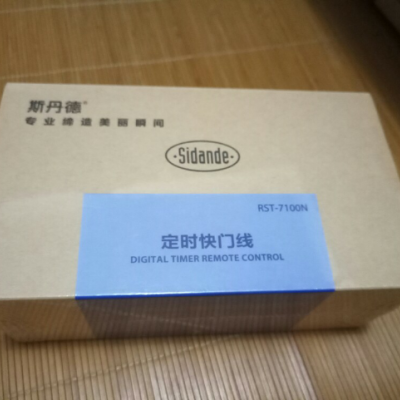 斯丹德®
专业缔造美丽瞬间
·Sidande·
RST-7100N
定时快门线
DIGITAL TIMER REMOTE CONTROL